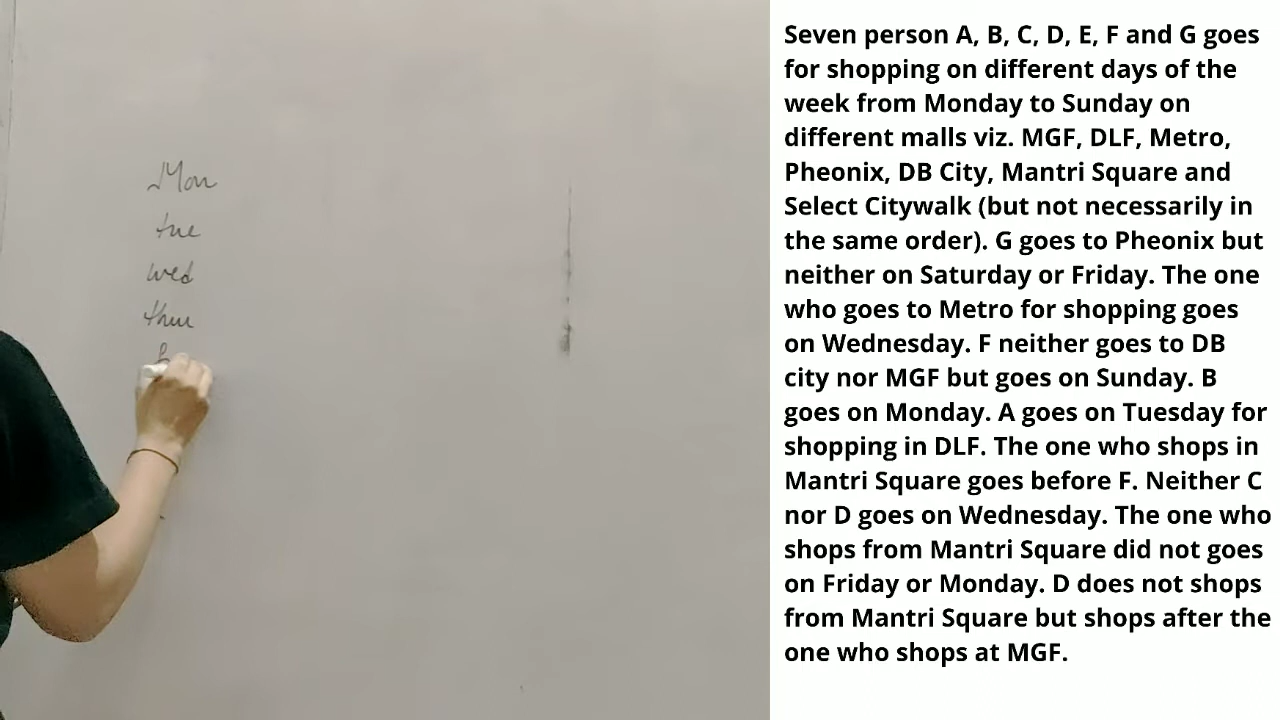 Mon
tue
wed
thu
Seven person A, B, C, D, E, F and G goes
for shopping on different days of the
week from Monday to Sunday on
different malls viz. MGF, DLF, Metro,
Pheonix, DB City, Mantri Square and
Select Citywalk (but not necessarily in
the same order). G goes to Pheonix but
neither on Saturday or Friday. The one
who goes to Metro for shopping goes
on Wednesday. F neither goes to DB
city nor MGF but goes on Sunday. B
goes on Monday. A goes on Tuesday for
shopping in DLF. The one who shops in
Mantri Square goes before F. Neither C
nor D goes on Wednesday. The one who
shops from Mantri Square did not goes
on Friday or Monday. D does not shops
from Mantri Square but shops after the
one who shops at MGF.